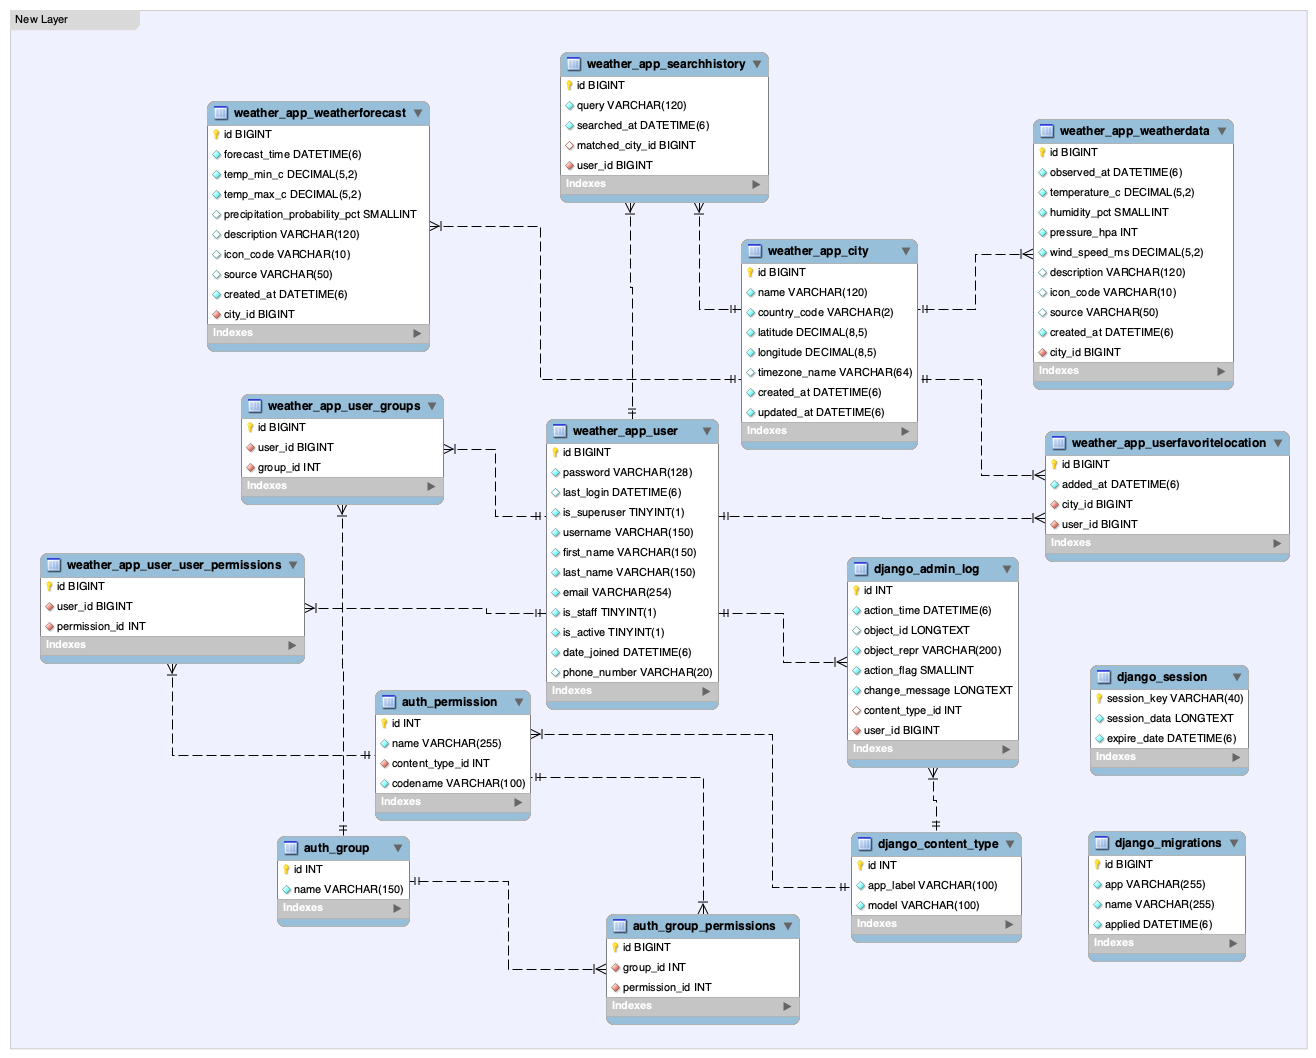 New Layer
weather_app_searchhistory
id BIGINT
query VARCHAR(120)
searched_at DATETIME(6)
matched_city_id BIGINT
user_id BIGINT
Indexes
weather_app_weatherforecast
id BIGINT
forecast_time DATETIME(6)
temp_min_c DECIMAL(5,2)
temp_max_c DECIMAL(5,2)
precipitation_probability_pct SMALLINT
description VARCHAR(120)
icon_code VARCHAR(10)
source VARCHAR(50)
created_at DATETIME(6)
city_id BIGINT
Indexes
weather_app_weatherdata
id BIGINT
observed_at DATETIME(6)
temperature_c DECIMAL(5,2)
humidity_pct SMALLINT
pressure_hpa INT
wind_speed_ms DECIMAL(5,2)
description VARCHAR(120)
icon_code VARCHAR(10)
source VARCHAR(50)
created_at DATETIME(6)
city_id BIGINT
Indexes
weather_app_city
id BIGINT
name VARCHAR(120)
country_code VARCHAR(2)
latitude DECIMAL(8,5)
longitude DECIMAL(8,5)
timezone_name VARCHAR(64)
created_at DATETIME(6)
updated_at DATETIME(6)
Indexes
weather_app_user_groups
id BIGINT
user_id BIGINT
group_id INT
Indexes
weather_app_user
id BIGINT
password VARCHAR(128)
last_login DATETIME(6)
is_superuser TINYINT(1)
username VARCHAR(150)
first_name VARCHAR(150)
last_name VARCHAR(150)
email VARCHAR(254)
is_staff TINYINT(1)
is_active TINYINT(1)
date_joined DATETIME(6)
phone_number VARCHAR(20)
Indexes
weather_app_userfavoritelocation
id BIGINT
added_at DATETIME(6)
city_id BIGINT
user_id BIGINT
Indexes
weather_app_user_user_permissions
id BIGINT
user_id BIGINT
permission_id INT
Indexes
django_admin_log
id INT
action_time DATETIME(6)
object_id LONGTEXT
object_repr VARCHAR(200)
action_flag SMALLINT
change_message LONGTEXT
content_type_id INT
user_id BIGINT
Indexes
django_session
session_key VARCHAR(40)
session_data LONGTEXT
expire_date DATETIME(6)
Indexes
auth_permission
id INT
name VARCHAR(255)
content_type_id INT
codename VARCHAR(100)
Indexes
auth_group
id INT
name VARCHAR(150)
Indexes
django_content_type
id INT
app_label VARCHAR(100)
model VARCHAR(100)
Indexes
django_migrations
id BIGINT
app VARCHAR(255)
name VARCHAR(255)
applied DATETIME(6)
Indexes
auth_group_permissions
id BIGINT
group_id INT
permission_id INT
Indexes